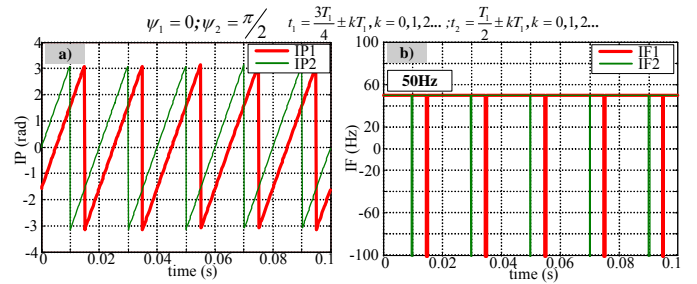 ψ₁ = 0; ψ₂ = π/2 t₁ = 3T₁/4 ± kT₁, k = 0,1,2... ; t₂ = T₁/2 ± kT₁, k = 0,1,2...
a)
IP1
IP2
4
3
2
1
0
-1
-2
-3
-4
IP (rad)
0 0.02 0.04 0.06 0.08 0.1
time (s)
b)
IF1
IF2
50Hz
100
60
20
0
-20
-60
-100
IF (Hz)
0 0.02 0.04 0.06 0.08 0.1
time (s)